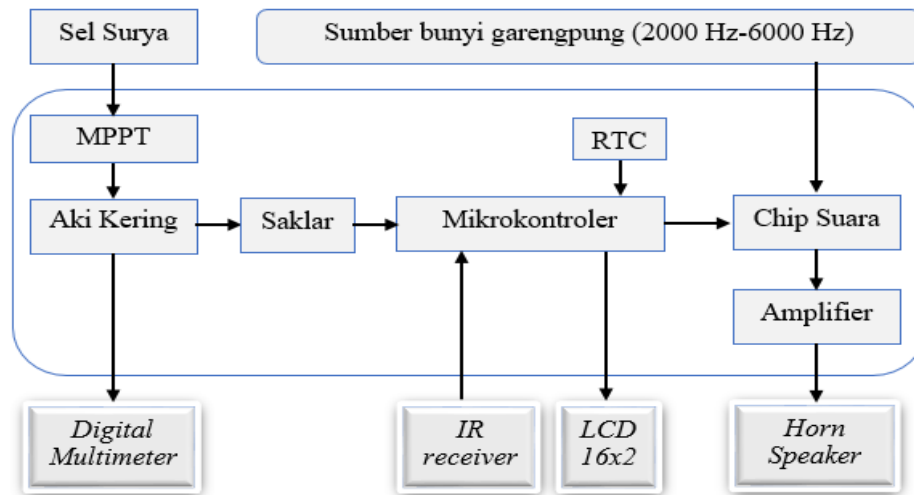 Sel Surya
Sumber bunyi garengpung (2000 Hz-6000 Hz)
MPPT
RTC
Aki Kering
Saklar
Mikrokontroler
Chip Suara
Amplifier
Digital
Multimeter
IR
receiver
LCD
16x2
Horn
Speaker